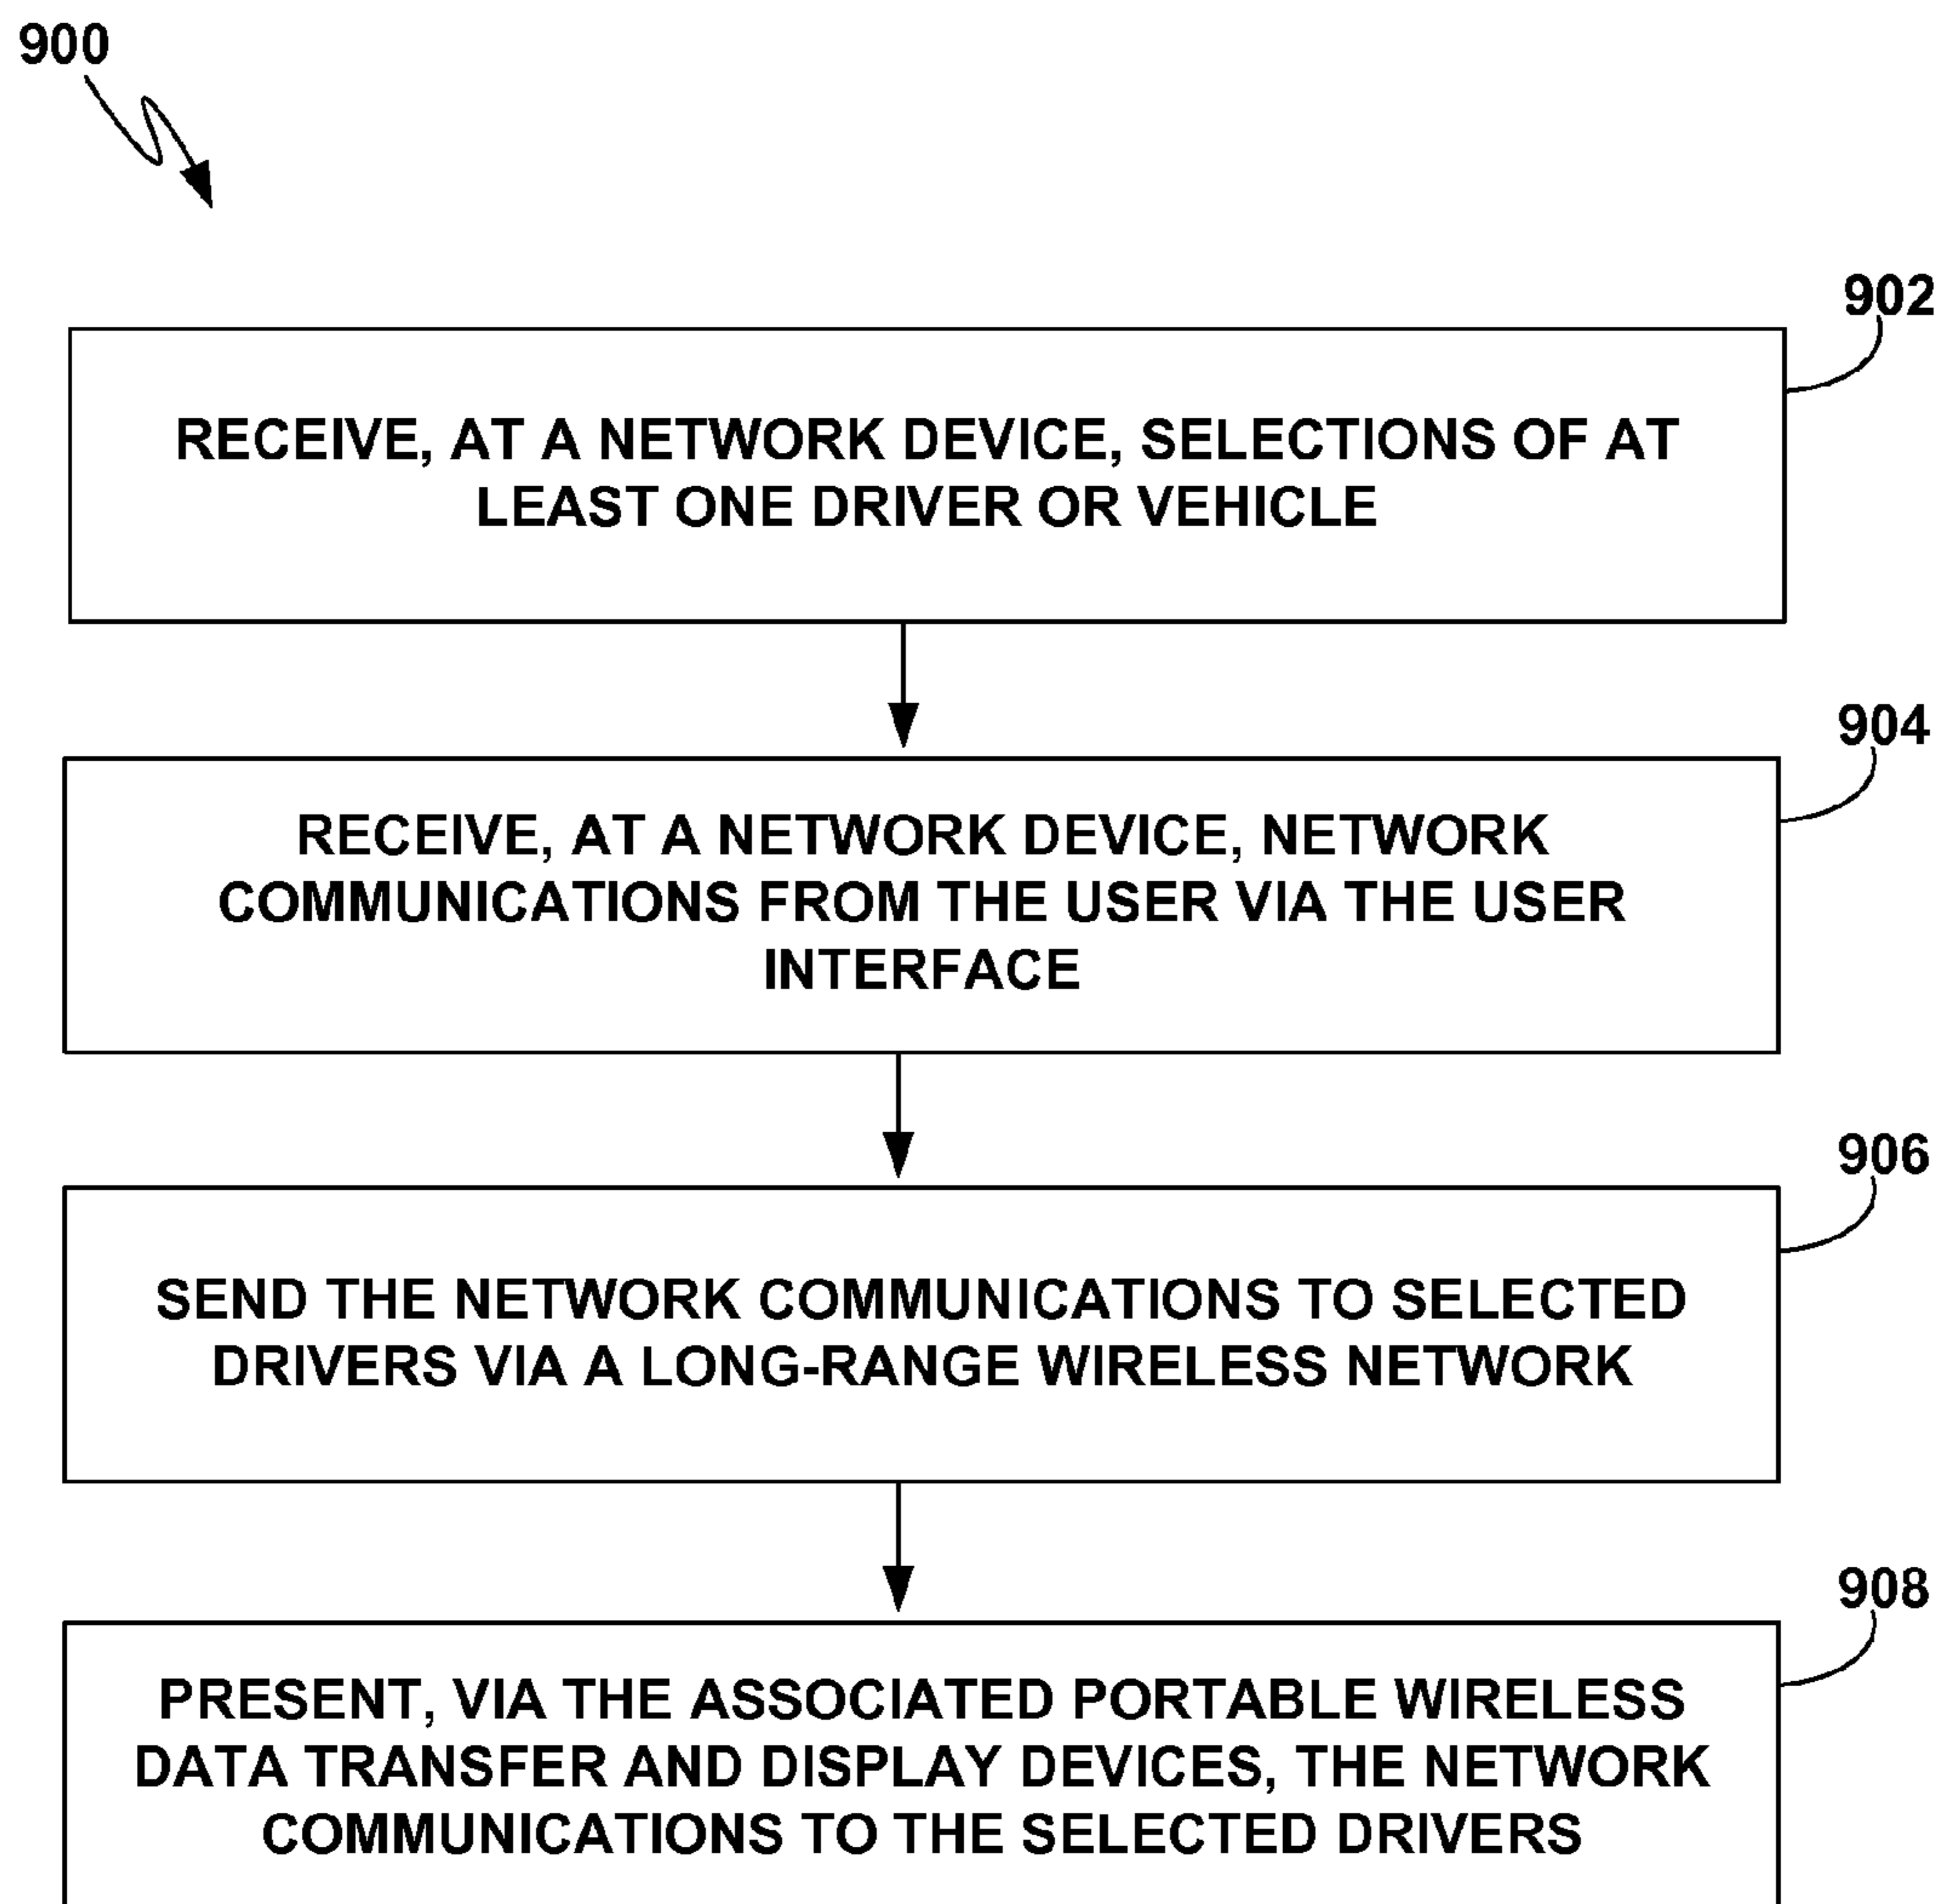 900
902
RECEIVE, AT A NETWORK DEVICE, SELECTIONS OF AT
LEAST ONE DRIVER OR VEHICLE
904
RECEIVE, AT A NETWORK DEVICE, NETWORK
COMMUNICATIONS FROM THE USER VIA THE USER
INTERFACE
906
SEND THE NETWORK COMMUNICATIONS TO SELECTED
DRIVERS VIA A LONG-RANGE WIRELESS NETWORK
908
PRESENT, VIA THE ASSOCIATED PORTABLE WIRELESS
DATA TRANSFER AND DISPLAY DEVICES, THE NETWORK
COMMUNICATIONS TO THE SELECTED DRIVERS